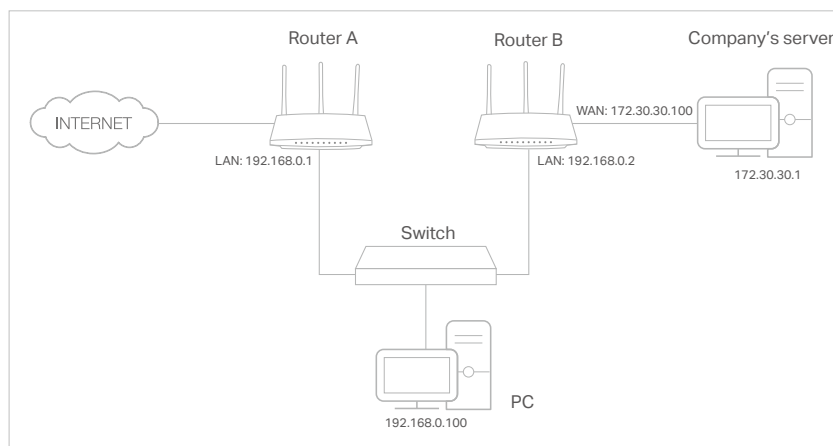 Router A
Router B
Company's server
INTERNET
WAN: 172.30.30.100
LAN: 192.168.0.1
LAN: 192.168.0.2
172.30.30.1
Switch
PC
192.168.0.100